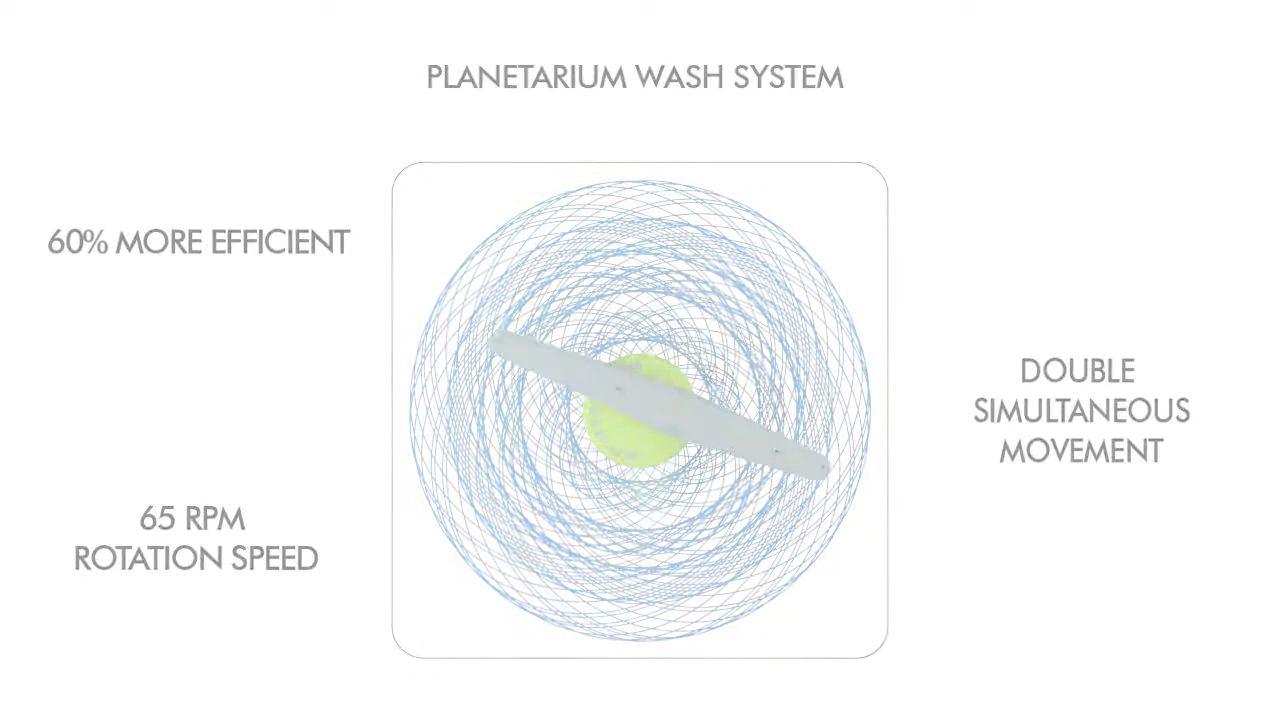 PLANETARIUM WASH SYSTEM
60% MORE EFFICIENT
DOUBLE
SIMULTANEOUS
MOVEMENT
65 RPM
ROTATION SPEED